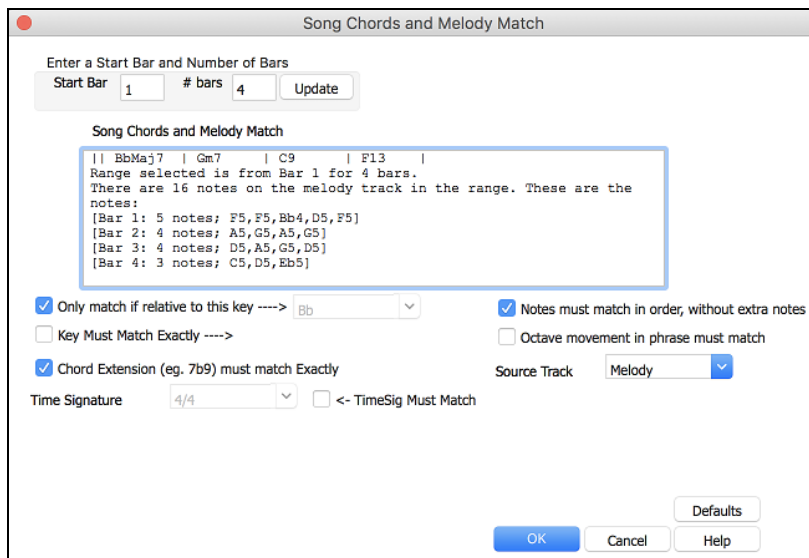 Song Chords and Melody Match
Enter a Start Bar and Number of Bars
Start Bar 1 # bars 4 Update
Song Chords and Melody Match
|| BbMaj7 | Gm7 | C9 | F13 |
Range selected is from Bar 1 for 4 bars.
There are 16 notes on the melody track in the range. These are the
notes:
[Bar 1: 5 notes; F5,F5,Bb4,D5,F5]
[Bar 2: 4 notes; A5,G5,A5,G5]
[Bar 3: 4 notes; D5,A5,G5,D5]
[Bar 4: 3 notes; C5,D5,Eb5]
Only match if relative to this key ----> Bb
Notes must match in order, without extra notes
Key Must Match Exactly ---->
Octave movement in phrase must match
Chord Extension (eg. 7b9) must match Exactly
Source Track Melody
Time Signature 4/4 <- TimeSig Must Match
Defaults
OK Cancel Help